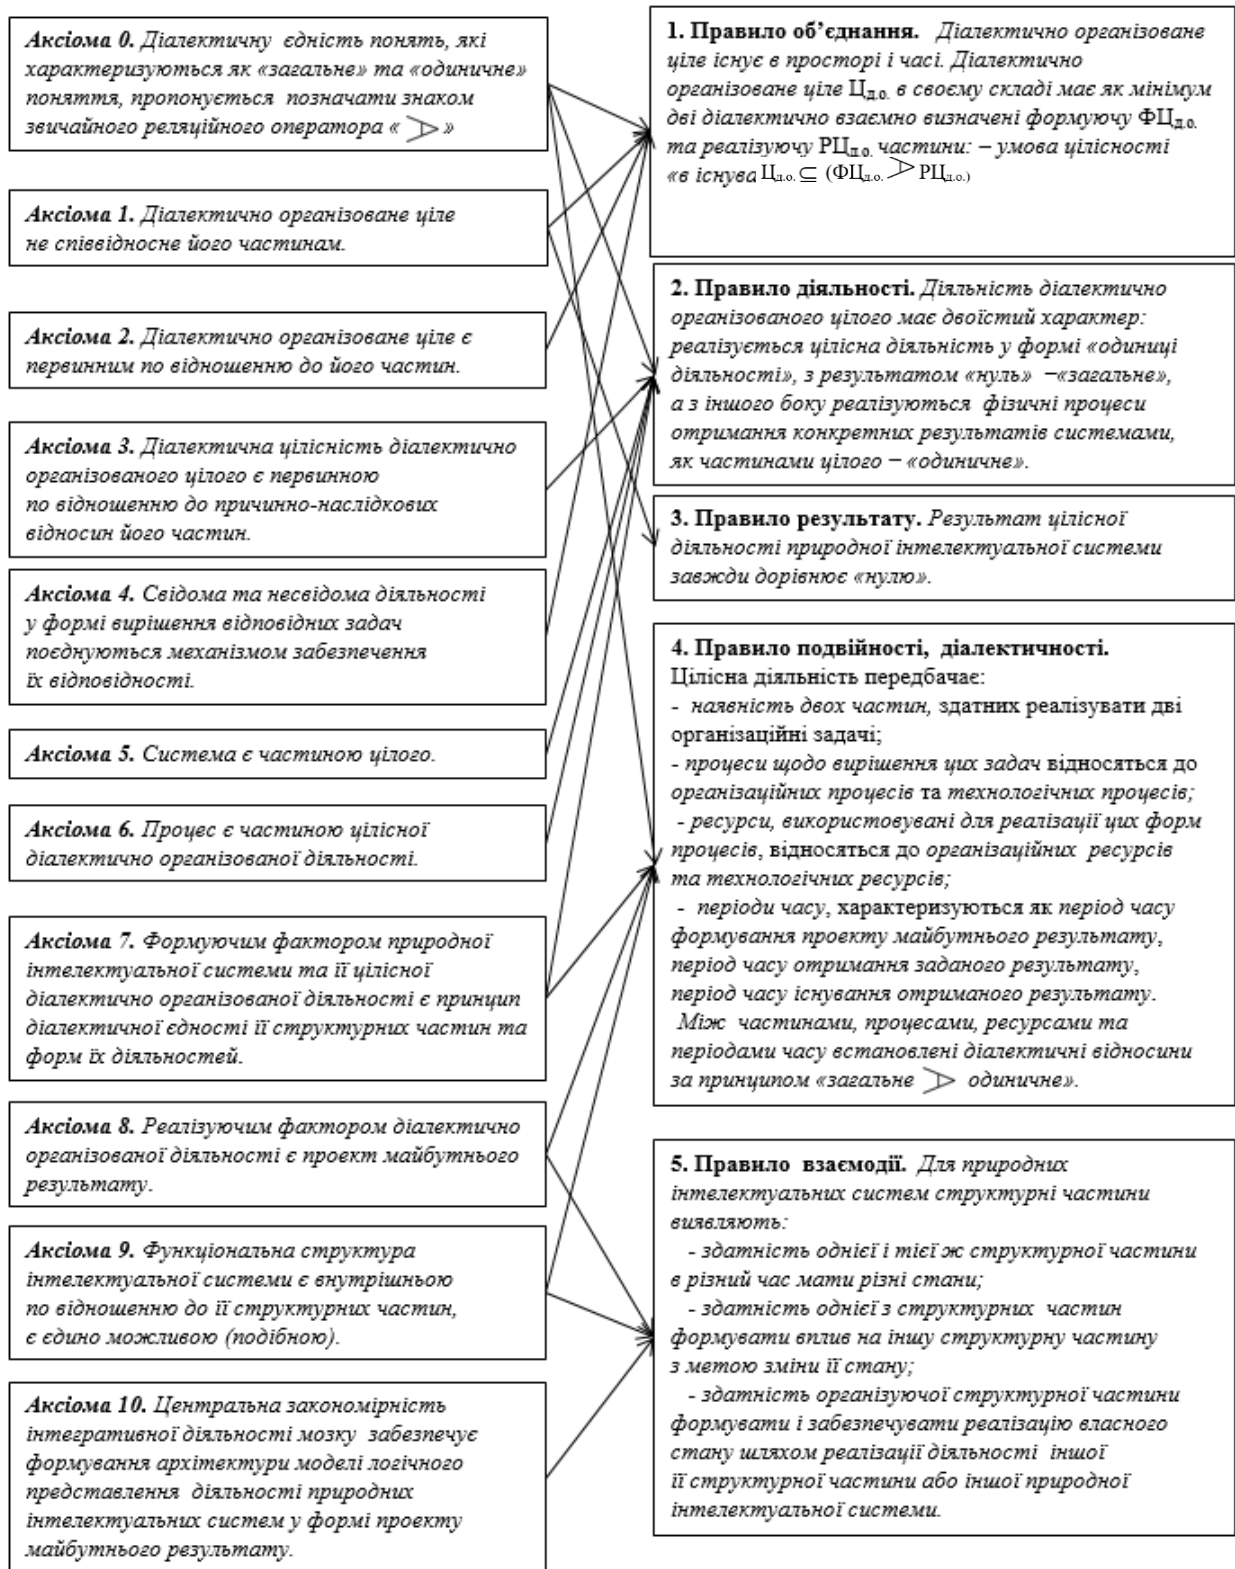 Аксіома 0. Діалектичну єдність понять, які
характеризуються як «загальне» та «одиничне»
поняття, пропонується позначати знаком
звичайного реляційного оператора « »
Аксіома 1. Діалектично організоване ціле
не співвідносне його частинам.
Аксіома 2. Діалектично організоване ціле є
первинним по відношенню до його частин.
Аксіома 3. Діалектична цілісність діалектично
організованого цілого є первинною
по відношенню до причинно-наслідкових
відносин його частин.
Аксіома 4. Свідома та несвідома діяльності
у формі вирішення відповідних задач
поєднуються механізмом забезпечення
їх відповідності.
Аксіома 5. Система є частиною цілого.
Аксіома 6. Процес є частиною цілісної
діалектично організованої діяльності.
Аксіома 7. Формуючим фактором природної
інтелектуальної системи та її цілісної
діалектично організованої діяльності є принцип
діалектичної єдності її структурних частин та
форм їх діяльностей.
Аксіома 8. Реалізуючим фактором діалектично
організованої діяльності є проект майбутнього
результату.
Аксіома 9. Функціональна структура
інтелектуальної системи є внутрішньою
по відношенню до її структурних частин,
є єдино можливою (подібною).
Аксіома 10. Центральна закономірність
інтегративної діяльності мозку забезпечує
формування архітектури моделі логічного
представлення діяльності природних
інтелектуальних систем у формі проекту
майбутнього результату.
1. Правило об’єднання. Діалектично організоване
ціле існує в просторі і часі. Діалектично
організоване ціле Цд.о. в своєму складі має як мінімум
дві діалектично взаємно визначені формуючу ФЦд.о.
та реалізуючу РЦд.о. частини: – умова цілісності
«в існува Цд.о. ⊆ (ФЦд.о. РЦд.о.)
2. Правило діяльності. Діяльність діалектично
організованого цілого має двоїстий характер:
реалізується цілісна діяльність у формі «одиниці
діяльності», з результатом «нуль» –«загальне»,
а з іншого боку реалізуються фізичні процеси
отримання конкретних результатів системами,
як частинами цілого – «одиничне».
3. Правило результату. Результат цілісної
діяльності природної інтелектуальної системи
завжди дорівнює «нулю».
4. Правило подвійності, діалектичності.
Цілісна діяльність передбачає:
- наявність двох частин, здатних реалізувати дві
організаційні задачі;
- процеси щодо вирішення цих задач відносяться до
організаційних процесів та технологічних процесів;
- ресурси, використовувані для реалізації цих форм
процесів, відносяться до організаційних ресурсів
та технологічних ресурсів;
- періоди часу, характеризуються як період часу
формування проекту майбутнього результату,
період часу отримання заданого результату,
період часу існування отриманого результату.
Між частинами, процесами, ресурсами та
періодами часу встановлені діалектичні відносини
за принципом «загальне одиничне».
5. Правило взаємодії. Для природних
інтелектуальних систем структурні частини
виявляють:
- здатність однієї і тієї ж структурної частини
в різний час мати різні стани;
- здатність однієї з структурних частин
формувати вплив на іншу структурну частину
з метою зміни її стану;
- здатність організуючої структурної частини
формувати і забезпечувати реалізацію власного
стану шляхом реалізації діяльності іншої
її структурної частини або іншої природної
інтелектуальної системи.